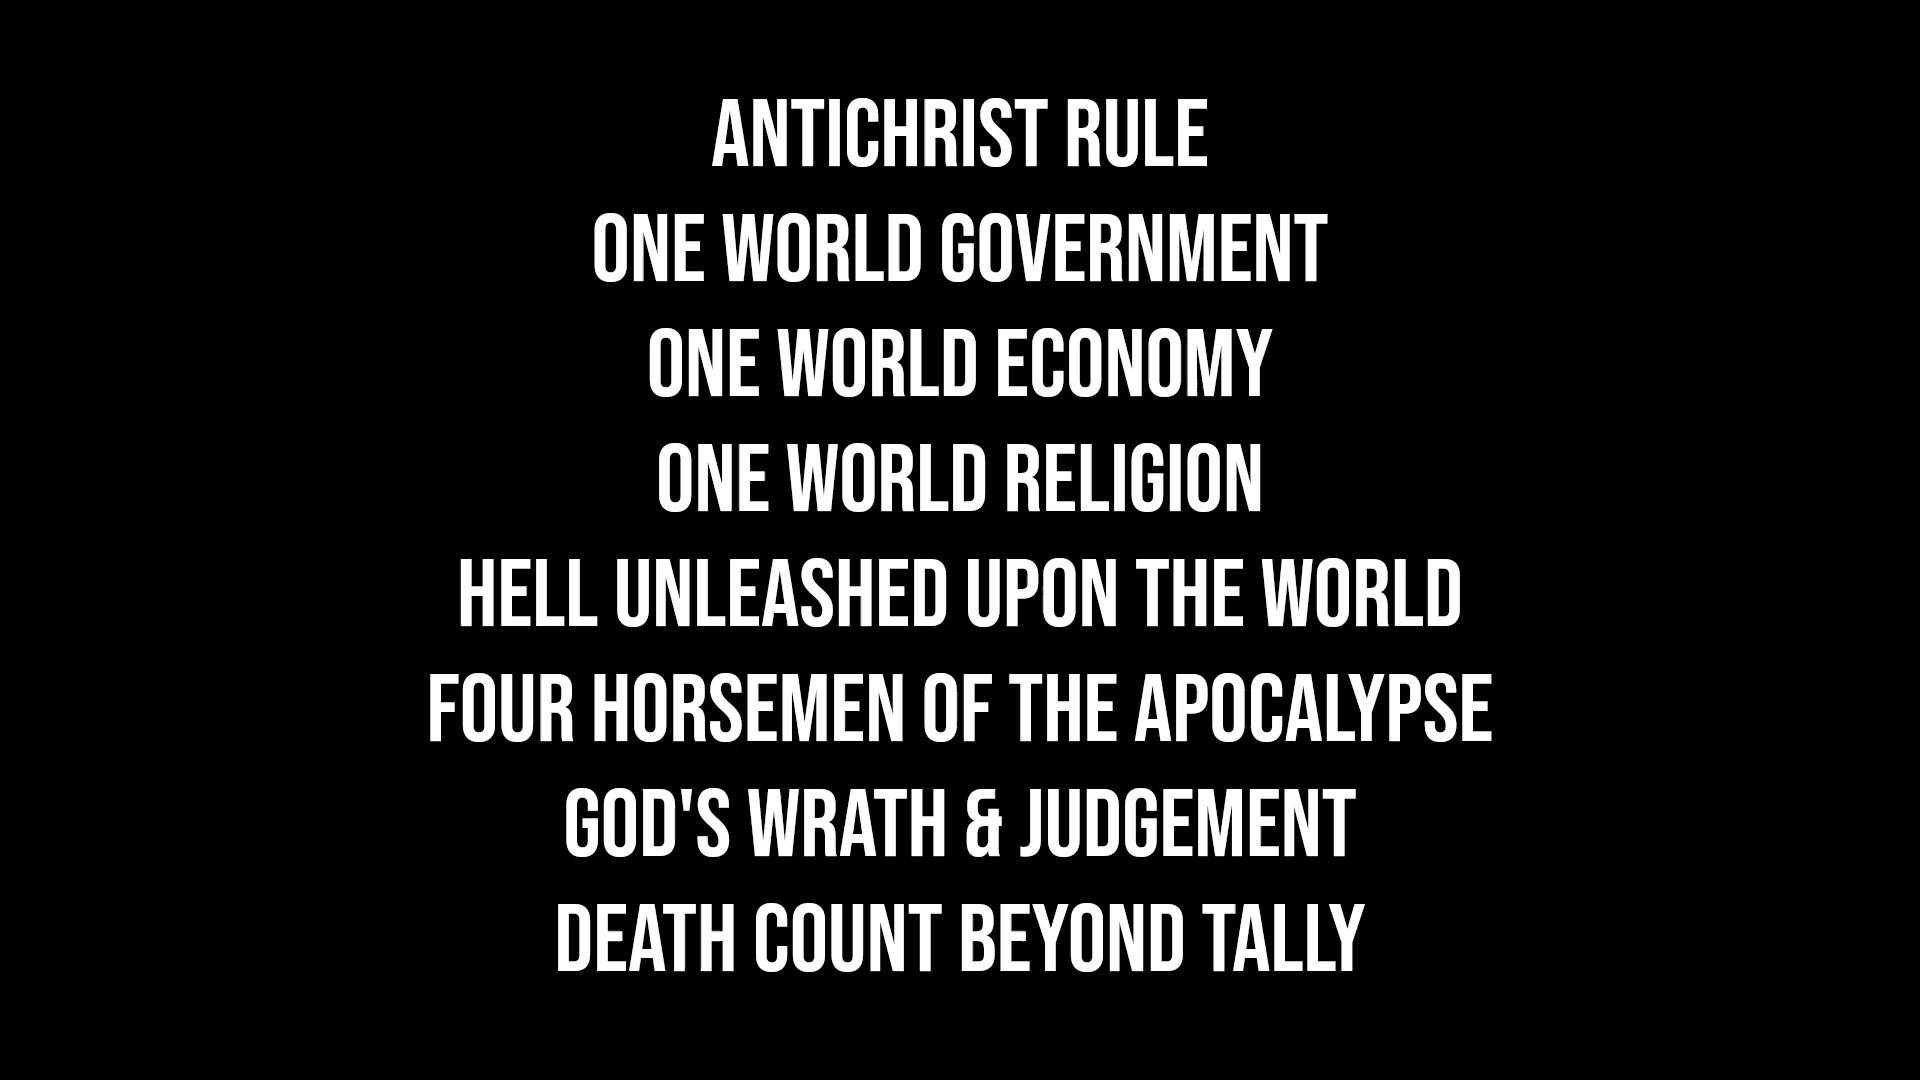 ANTICHRIST RULE
ONE WORLD GOVERNMENT
ONE WORLD ECONOMY
ONE WORLD RELIGION
HELL UNLEASHED UPON THE WORLD
FOUR HORSEMEN OF THE APOCALYPSE
GOD'S WRATH & JUDGEMENT
DEATH COUNT BEYOND TALLY